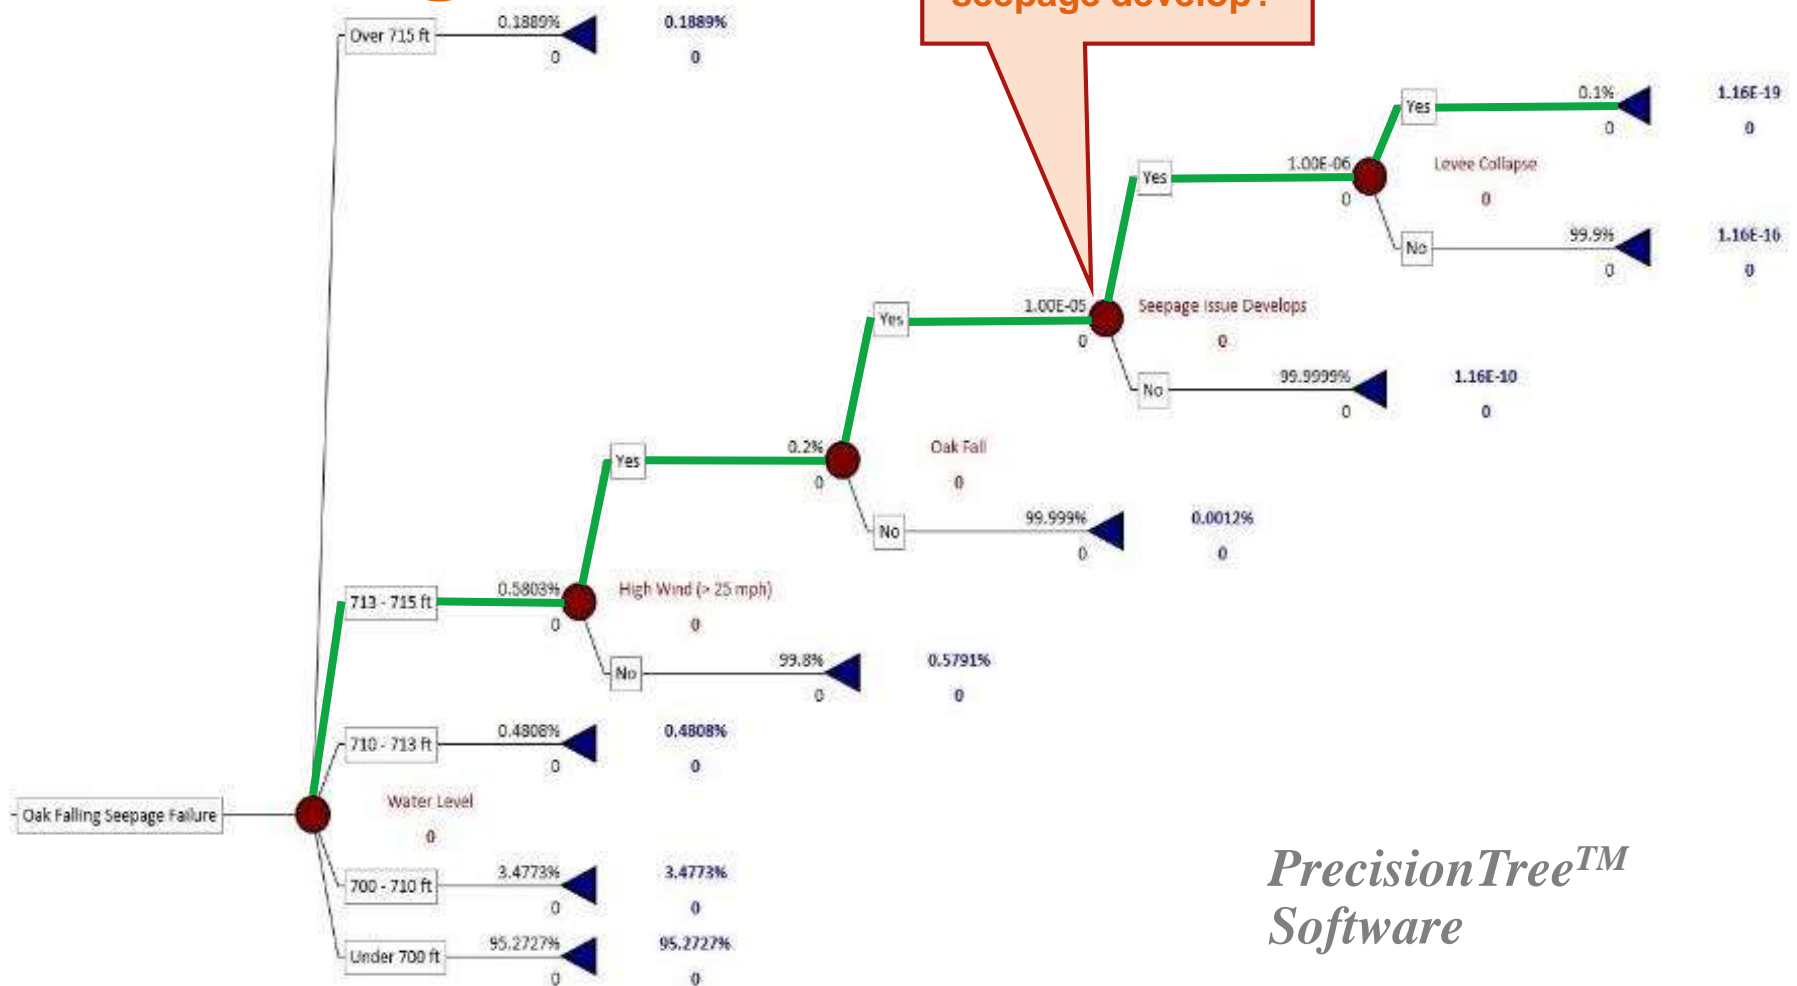 seepage develop?
Over 715 ft
0.1889%
0
0.1889%
0
Yes
0.1%
0
1.16E-19
0
Yes
1.00E-06
0
Levee Collapse
0
No
99.9%
0
1.16E-16
0
Yes
1.00E-05
0
Seepage Issue Develops
0
No
99.9999%
0
1.16E-10
0
Yes
0.2%
0
Oak Fall
0
No
99.999%
0
0.0012%
0
713 - 715 ft
0.5803%
0
High Wind (> 25 mph)
0
No
99.8%
0
0.5791%
0
710 - 713 ft
0.4808%
0
0.4808%
0
Oak Falling Seepage Failure
Water Level
0
700 - 710 ft
3.4773%
0
3.4773%
0
Under 700 ft
95.2727%
0
95.2727%
0
PrecisionTree™
Software